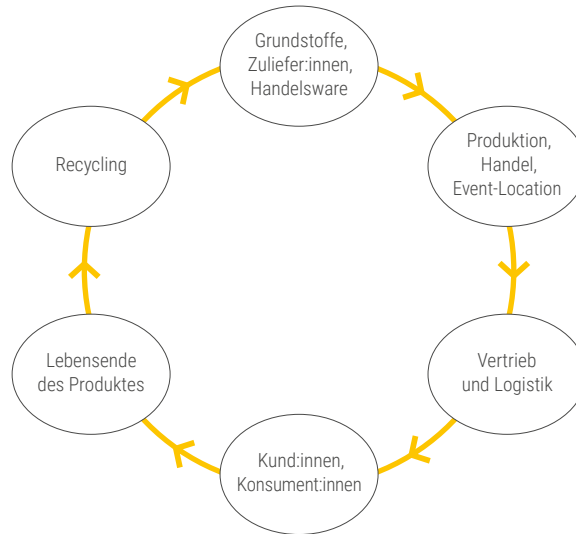 Grundstoffe,
Zuliefer:innen,
Handelsware
Produktion,
Handel,
Event-Location
Vertrieb
und Logistik
Kund:innen,
Konsument:innen
Lebensende
des Produktes
Recycling